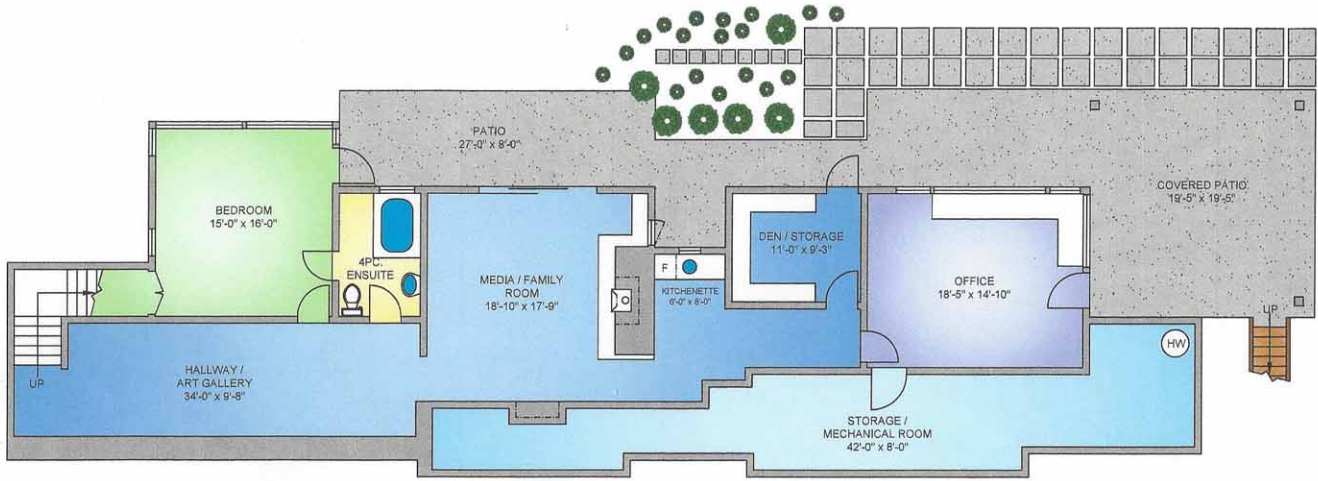 PATIO
27'-0" x 8'-0"
BEDROOM
15'-0" x 16'-0"
4PC.
ENSUITE
MEDIA / FAMILY
ROOM
18'-10" x 17'-9"
F
KITCHENETTE
6'-0" x 8'-0"
DEN / STORAGE
11'-0" x 9'-3"
OFFICE
18'-5" x 14'-10"
COVERED PATIO
19'-5" x 19'-5"
UP
HW
UP
HALLWAY /
ART GALLERY
34'-0" x 9'-8"
STORAGE /
MECHANICAL ROOM
42'-0" x 8'-0"